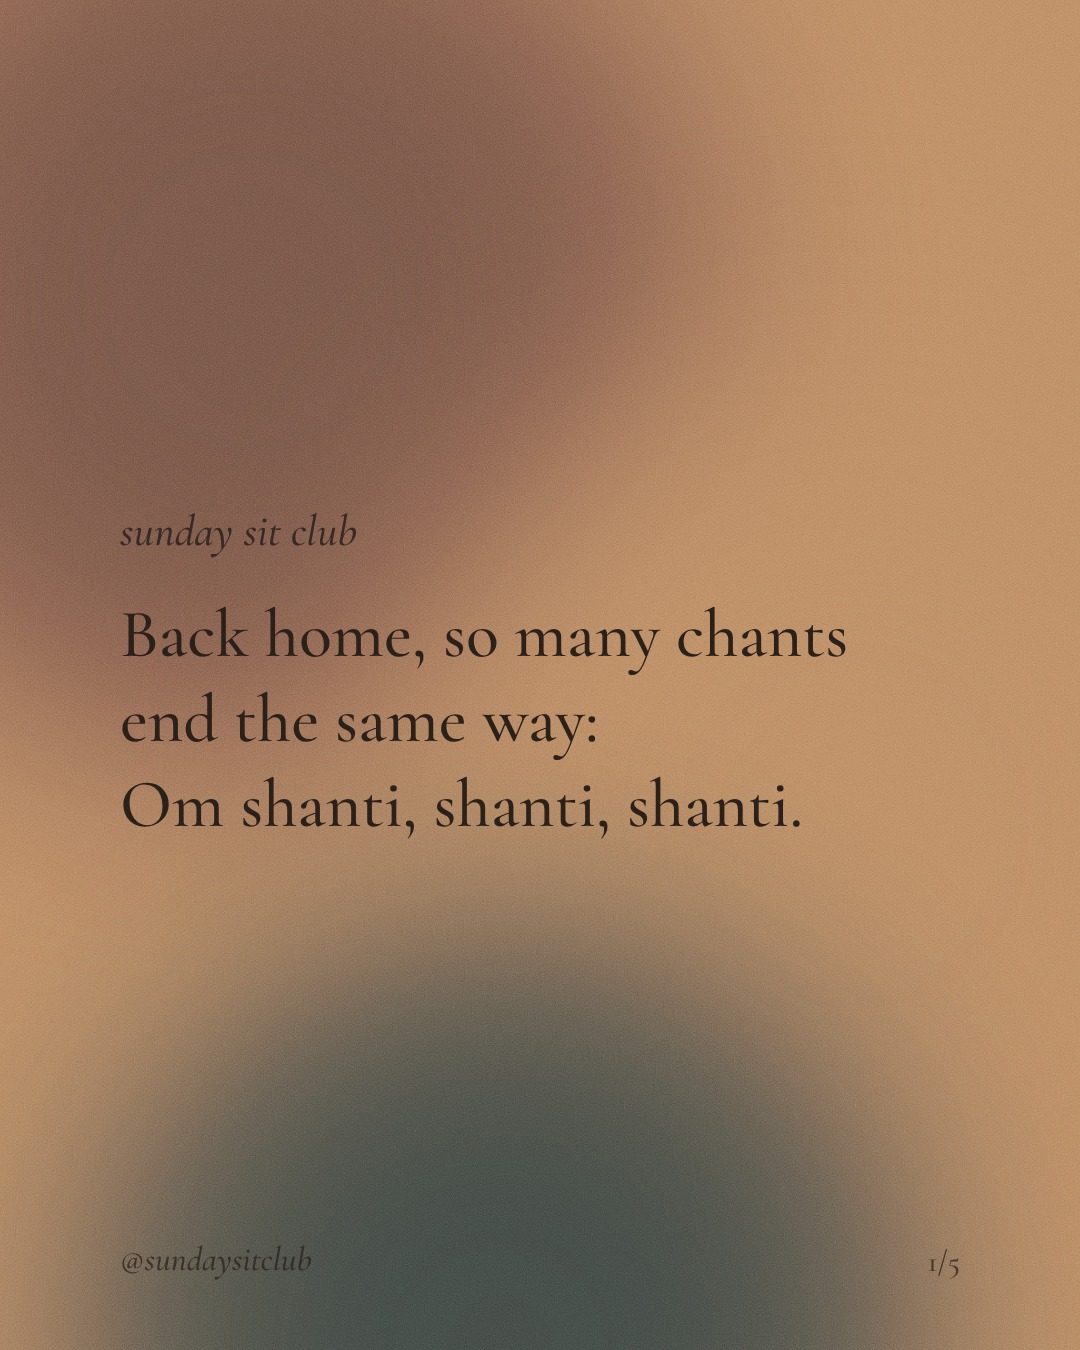 sunday sit club
Back home, so many chants
end the same way:
Om shanti, shanti, shanti.
@sundaysitclub
1/5